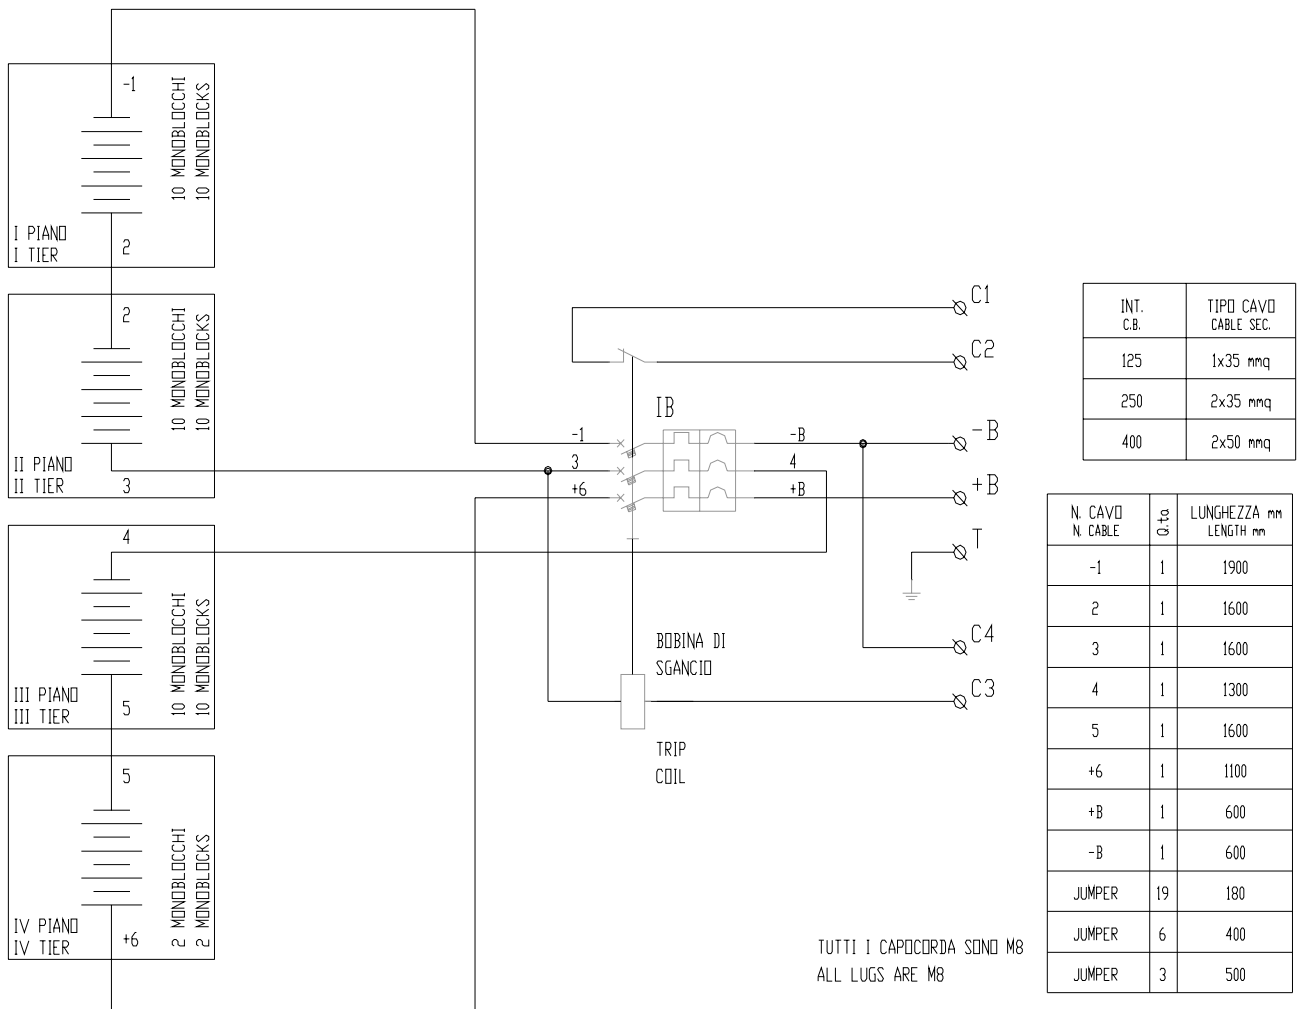 -1
10 MONOBLOCCHI
10 MONOBLOCKS
I PIANO
I TIER
2
2
10 MONOBLOCCHI
10 MONOBLOCKS
II PIANO
II TIER
3
4
10 MONOBLOCCHI
10 MONOBLOCKS
III PIANO
III TIER
5
5
2 MONOBLOCCHI
2 MONOBLOCKS
IV PIANO
IV TIER
+6
C1
C2
IB
-1
-B
-B
3
4
+6
+B
+B
T
C4
C3
BOBINA DI
SGANCIO
TRIP
COIL
INT. TIPO CAVO
C.B. CABLE SEC.
125 1x35 mmq
250 2x35 mmq
400 2x50 mmq
N. CAVO Q.ta LUNGHEZZA mm
N. CABLE LENGTH mm
-1 1 1900
2 1 1600
3 1 1600
4 1 1300
5 1 1600
+6 1 1100
+B 1 600
-B 1 600
JUMPER 19 180
JUMPER 6 400
JUMPER 3 500
TUTTI I CAPOCORDA SONO M8
ALL LUGS ARE M8